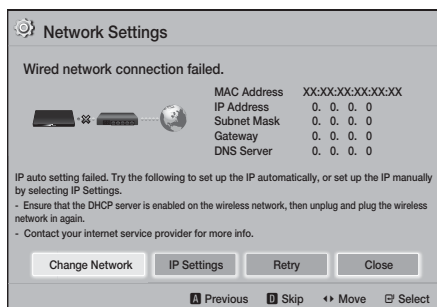 Network Settings
Wired network connection failed.
MAC Address XX:XX:XX:XX:XX:XX
IP Address 0. 0. 0. 0
Subnet Mask 0. 0. 0. 0
Gateway 0. 0. 0. 0
DNS Server 0. 0. 0. 0
IP auto setting failed. Try the following to set up the IP automatically, or set up the IP manually
by selecting IP Settings.
- Ensure that the DHCP server is enabled on the wireless network, then unplug and plug the wireless
network in again.
- Contact your internet service provider for more info.
Change Network IP Settings Retry Close
A Previous D Skip Move Select